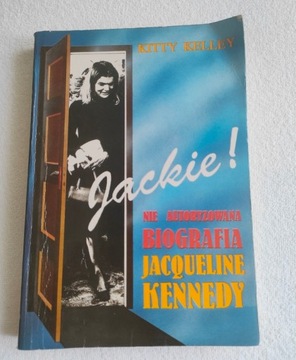 KITTY KELLEY
Jackie!
NIE AUTORYZOWANA
BIOGRAFIA
JACQUELINE
KENNEDY